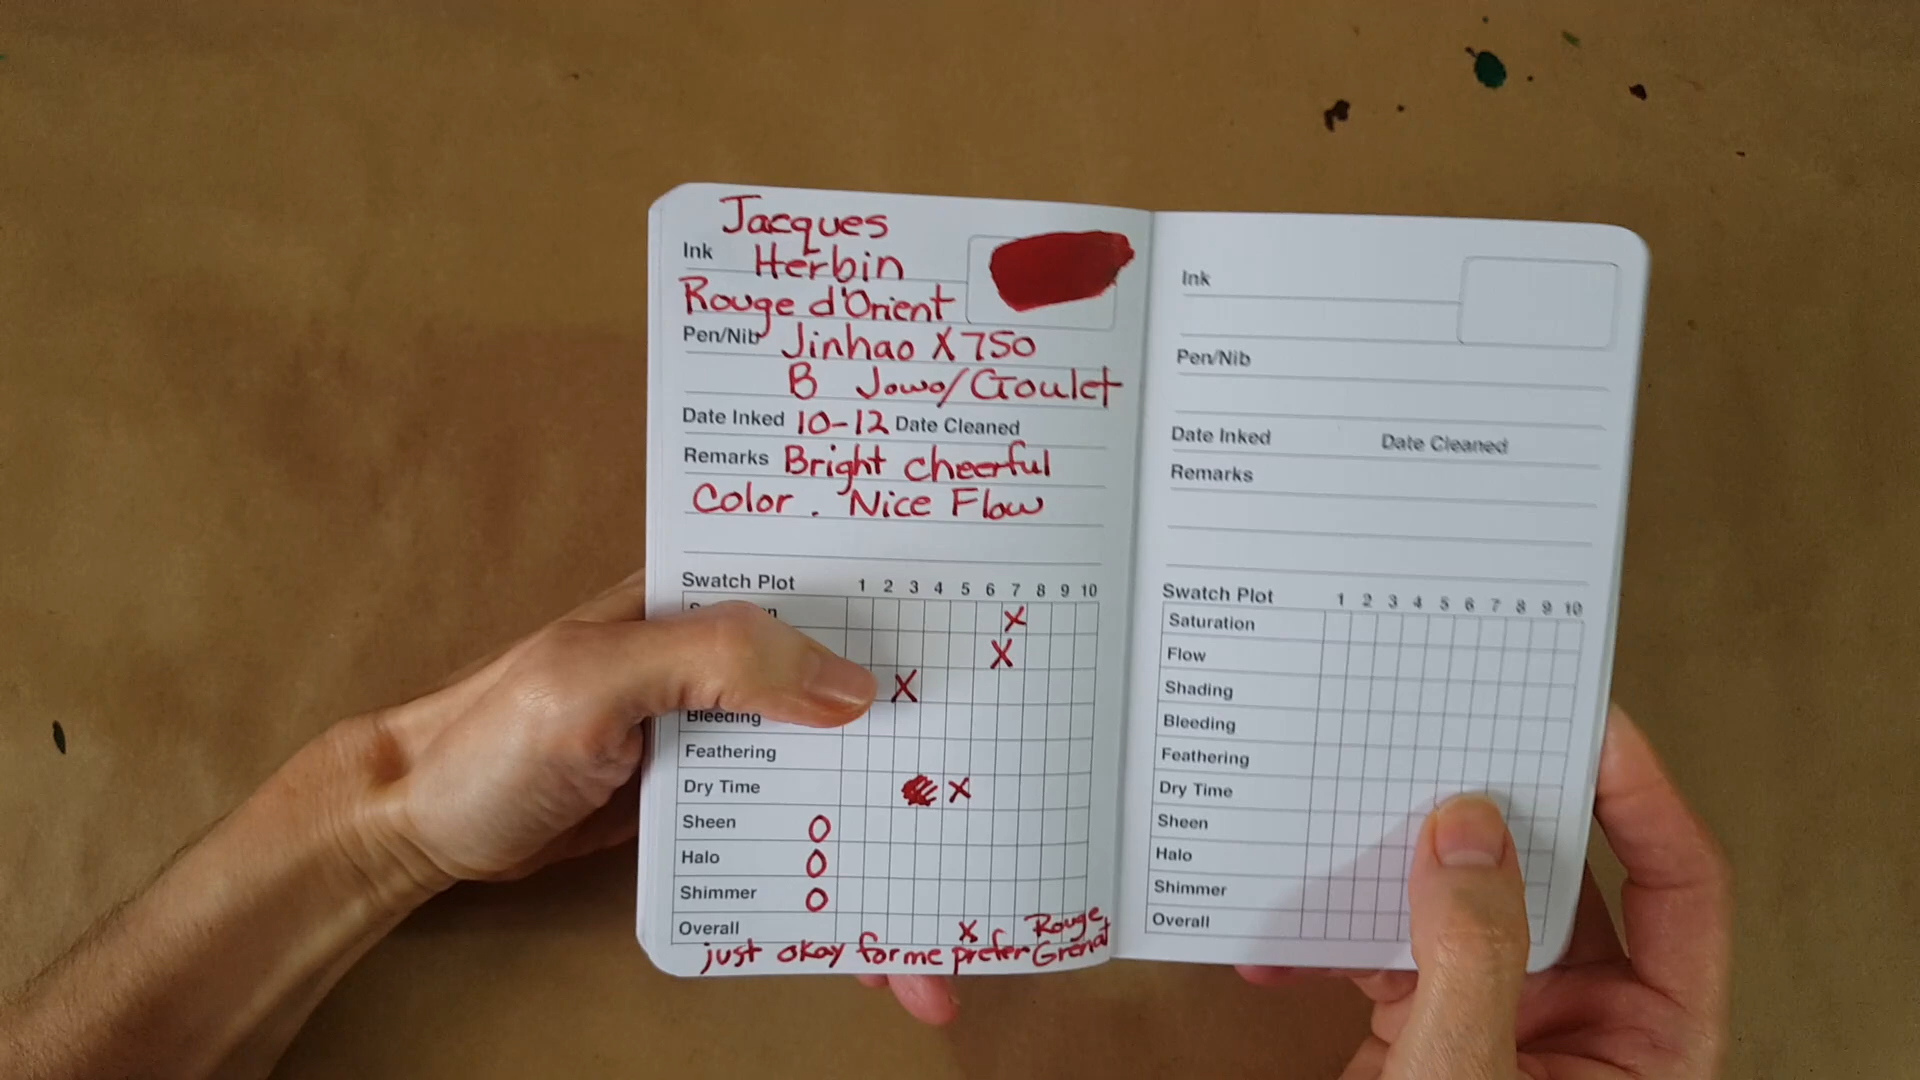 Jacques
Ink Herbin
Rouge d'Orient
Pen/Nib Jinhao X750
B Jowo/Goulet
Date Inked 10-12 Date Cleaned
Remarks Bright cheerful
Color. Nice Flow
Swatch Plot 1 2 3 4 5 6 7 8 9 10
X
X
X
Bleeding
Feathering
Dry Time X
Sheen O
Halo O
Shimmer O
Overall X Rouge
just okay for me prefer Grenat
Ink
Pen/Nib
Date Inked Date Cleaned
Remarks
Swatch Plot 1 2 3 4 5 6 7 8 9 10
Saturation
Flow
Shading
Bleeding
Feathering
Dry Time
Sheen
Halo
Shimmer
Overall